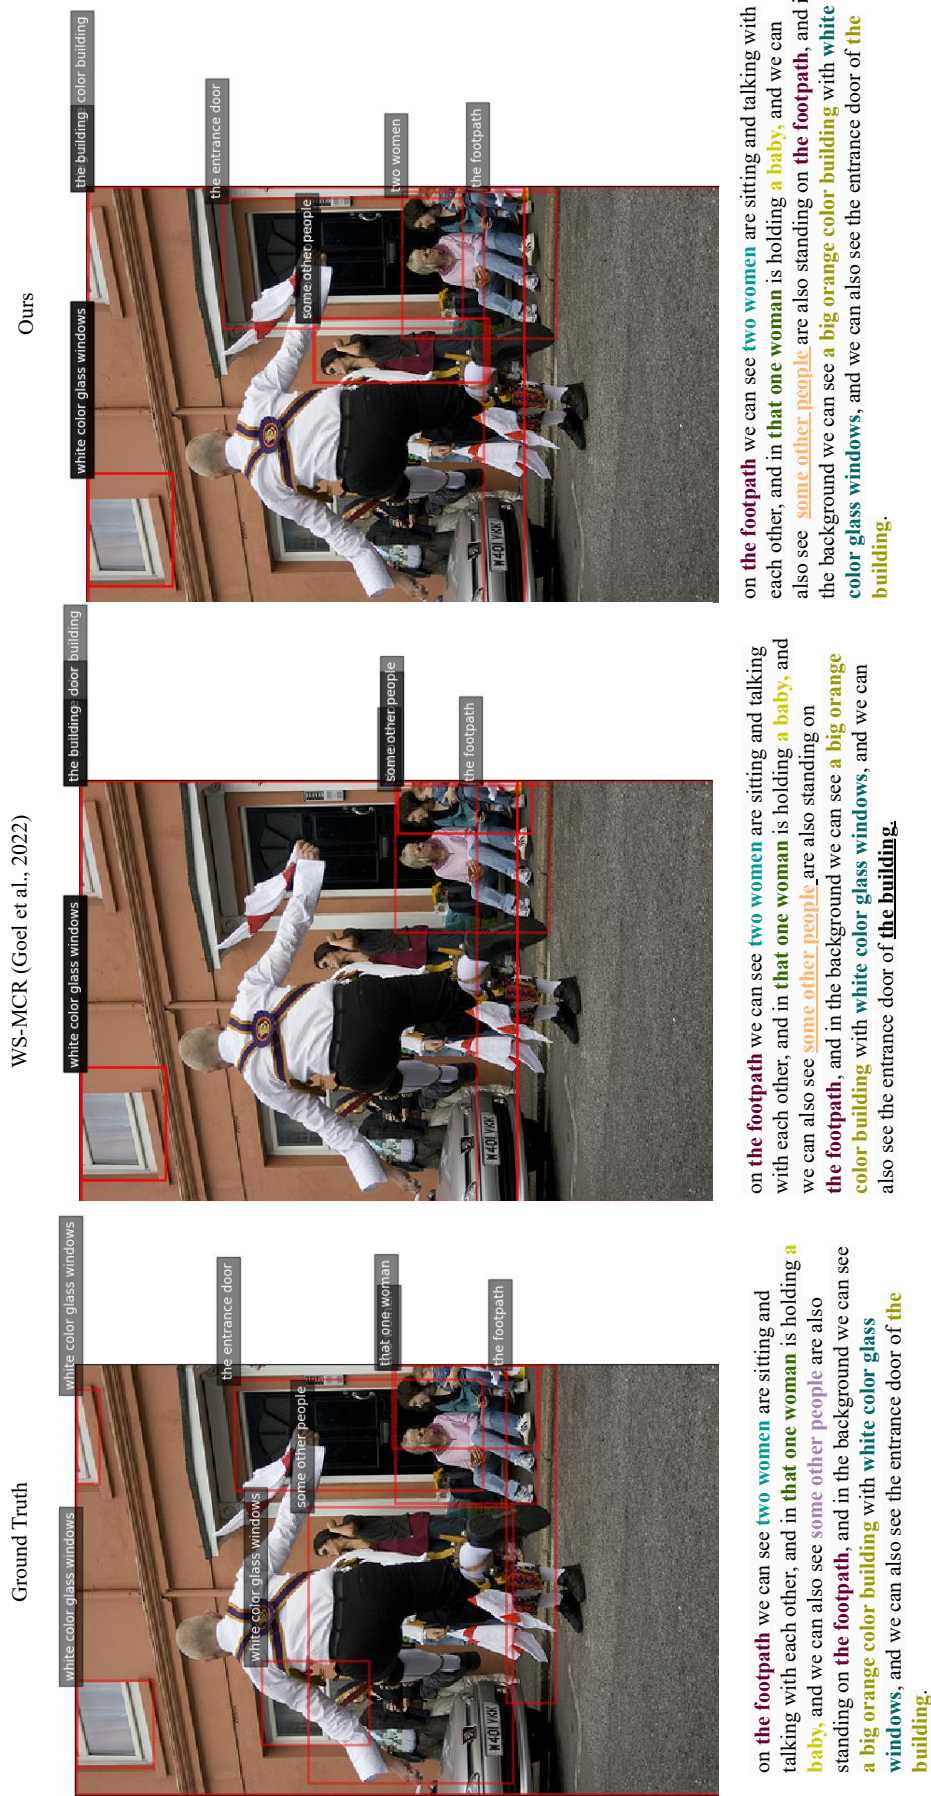 Ground Truth
white color glass windows
white color glass windows
the entrance door
some other people
white color glass windows
that one woman
the footpath
W401 VKK
on the footpath we can see two women are sitting and
talking with each other, and in that one woman is holding a
baby, and we can also see some other people are also
standing on the footpath, and in the background we can see
a big orange color building with white color glass
windows, and we can also see the entrance door of the
building.
WS-MCR (Goel et al., 2022)
white color glass windows
the building door building
some other people
the footpath
W401 VKK
on the footpath we can see two women are sitting and talking
with each other, and in that one woman is holding a baby, and
we can also see some other people are also standing on
the footpath, and in the background we can see a big orange
color building with white color glass windows, and we can
also see the entrance door of the building.
Ours
white color glass windows
the building color building
the entrance door
some other people
two women
the footpath
W401 VKK
on the footpath we can see two women are sitting and talking with
each other, and in that one woman is holding a baby, and we can
also see some other people are also standing on the footpath, and i
the background we can see a big orange color building with white
color glass windows, and we can also see the entrance door of the
building.